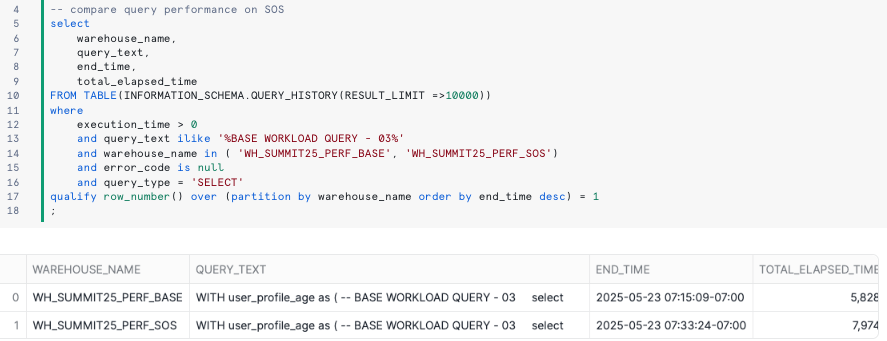 4 -- compare query performance on SOS
5 select
6 warehouse_name,
7 query_text,
8 end_time,
9 total_elapsed_time
10 FROM TABLE(INFORMATION_SCHEMA.QUERY_HISTORY(RESULT_LIMIT =>10000))
11 where
12 execution_time > 0
13 and query_text ilike '%BASE WORKLOAD QUERY - 03%'
14 and warehouse_name in ( 'WH_SUMMIT25_PERF_BASE', 'WH_SUMMIT25_PERF_SOS')
15 and error_code is null
16 and query_type = 'SELECT'
17 qualify row_number() over (partition by warehouse_name order by end_time desc) = 1
18 ;
WAREHOUSE_NAME QUERY_TEXT END_TIME TOTAL_ELAPSED_TIME
0 WH_SUMMIT25_PERF_BASE WITH user_profile_age as ( -- BASE WORKLOAD QUERY - 03 select 2025-05-23 07:15:09-07:00 5,828
1 WH_SUMMIT25_PERF_SOS WITH user_profile_age as ( -- BASE WORKLOAD QUERY - 03 select 2025-05-23 07:33:24-07:00 7,974